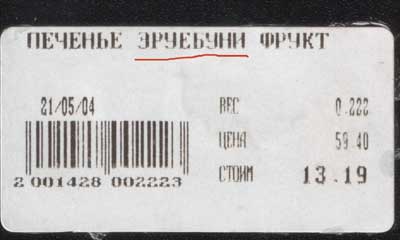 ПЕЧЕНЬЕ ЭРУЕБУНИ ФРУКТ
21/05/04
ВЕС 0.222
ЦЕНА 59.40
СТОИМ 13.19
2 001428 002223